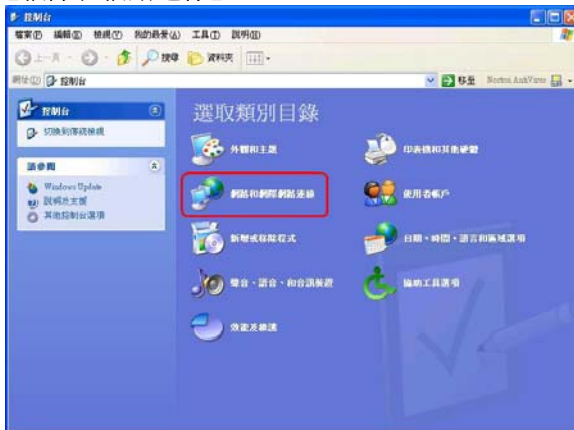 控制台
檔案(F) 編輯(E) 檢視(V) 我的最愛(A) 工具(T) 說明(H)
上一頁 搜尋 資料夾
網址(D) 控制台 移至 Norton AntiVirus
控制台
切換到傳統檢視
請參閱
Windows Update
說明及支援
其他控制台選項
選取類別目錄
外觀和主題
印表機和其他硬體
網路和網際網路連線
使用者帳戶
新增或移除程式
日期、時間、語言和區域選項
聲音、語音、和音訊裝置
協助工具選項
效能及維護